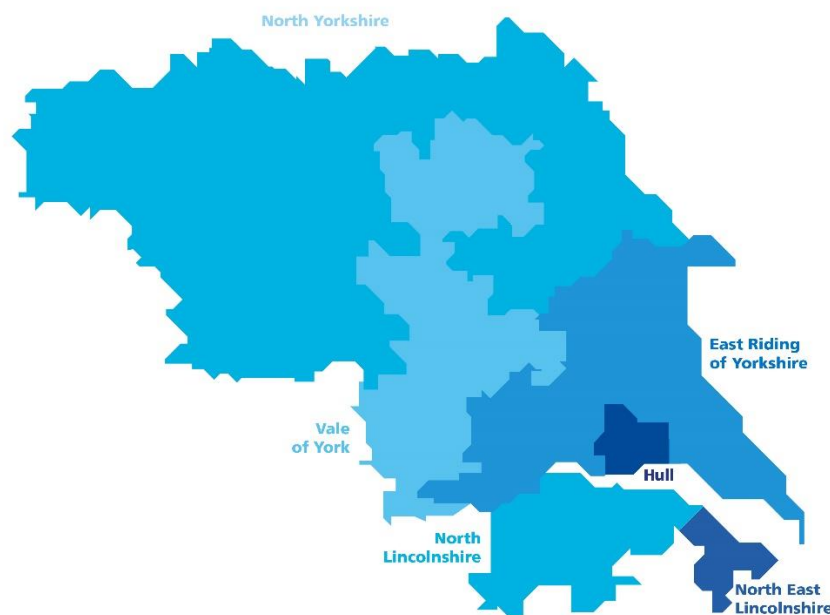 North Yorkshire
East Riding
of Yorkshire
Vale
of York
Hull
North
Lincolnshire
North East
Lincolnshire